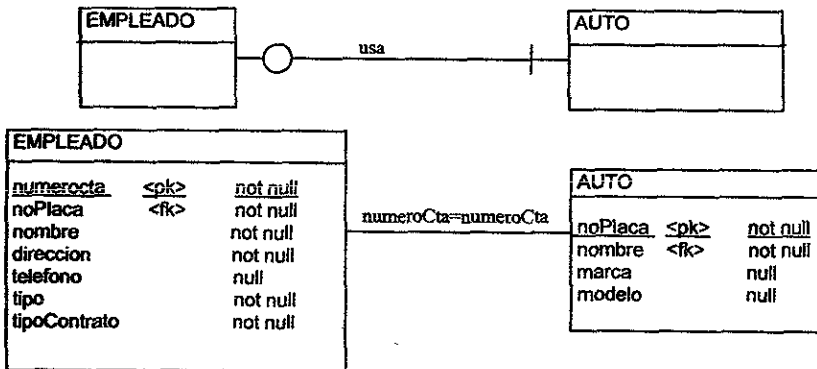 EMPLEADO
usa
AUTO
EMPLEADO
numerocta <pk> not null
noPlaca <fk> not null
nombre not null
direccion not null
telefono null
tipo not null
tipoContrato not null
numeroCta=numeroCta
AUTO
noPlaca <pk> not null
nombre <fk> not null
marca null
modelo null